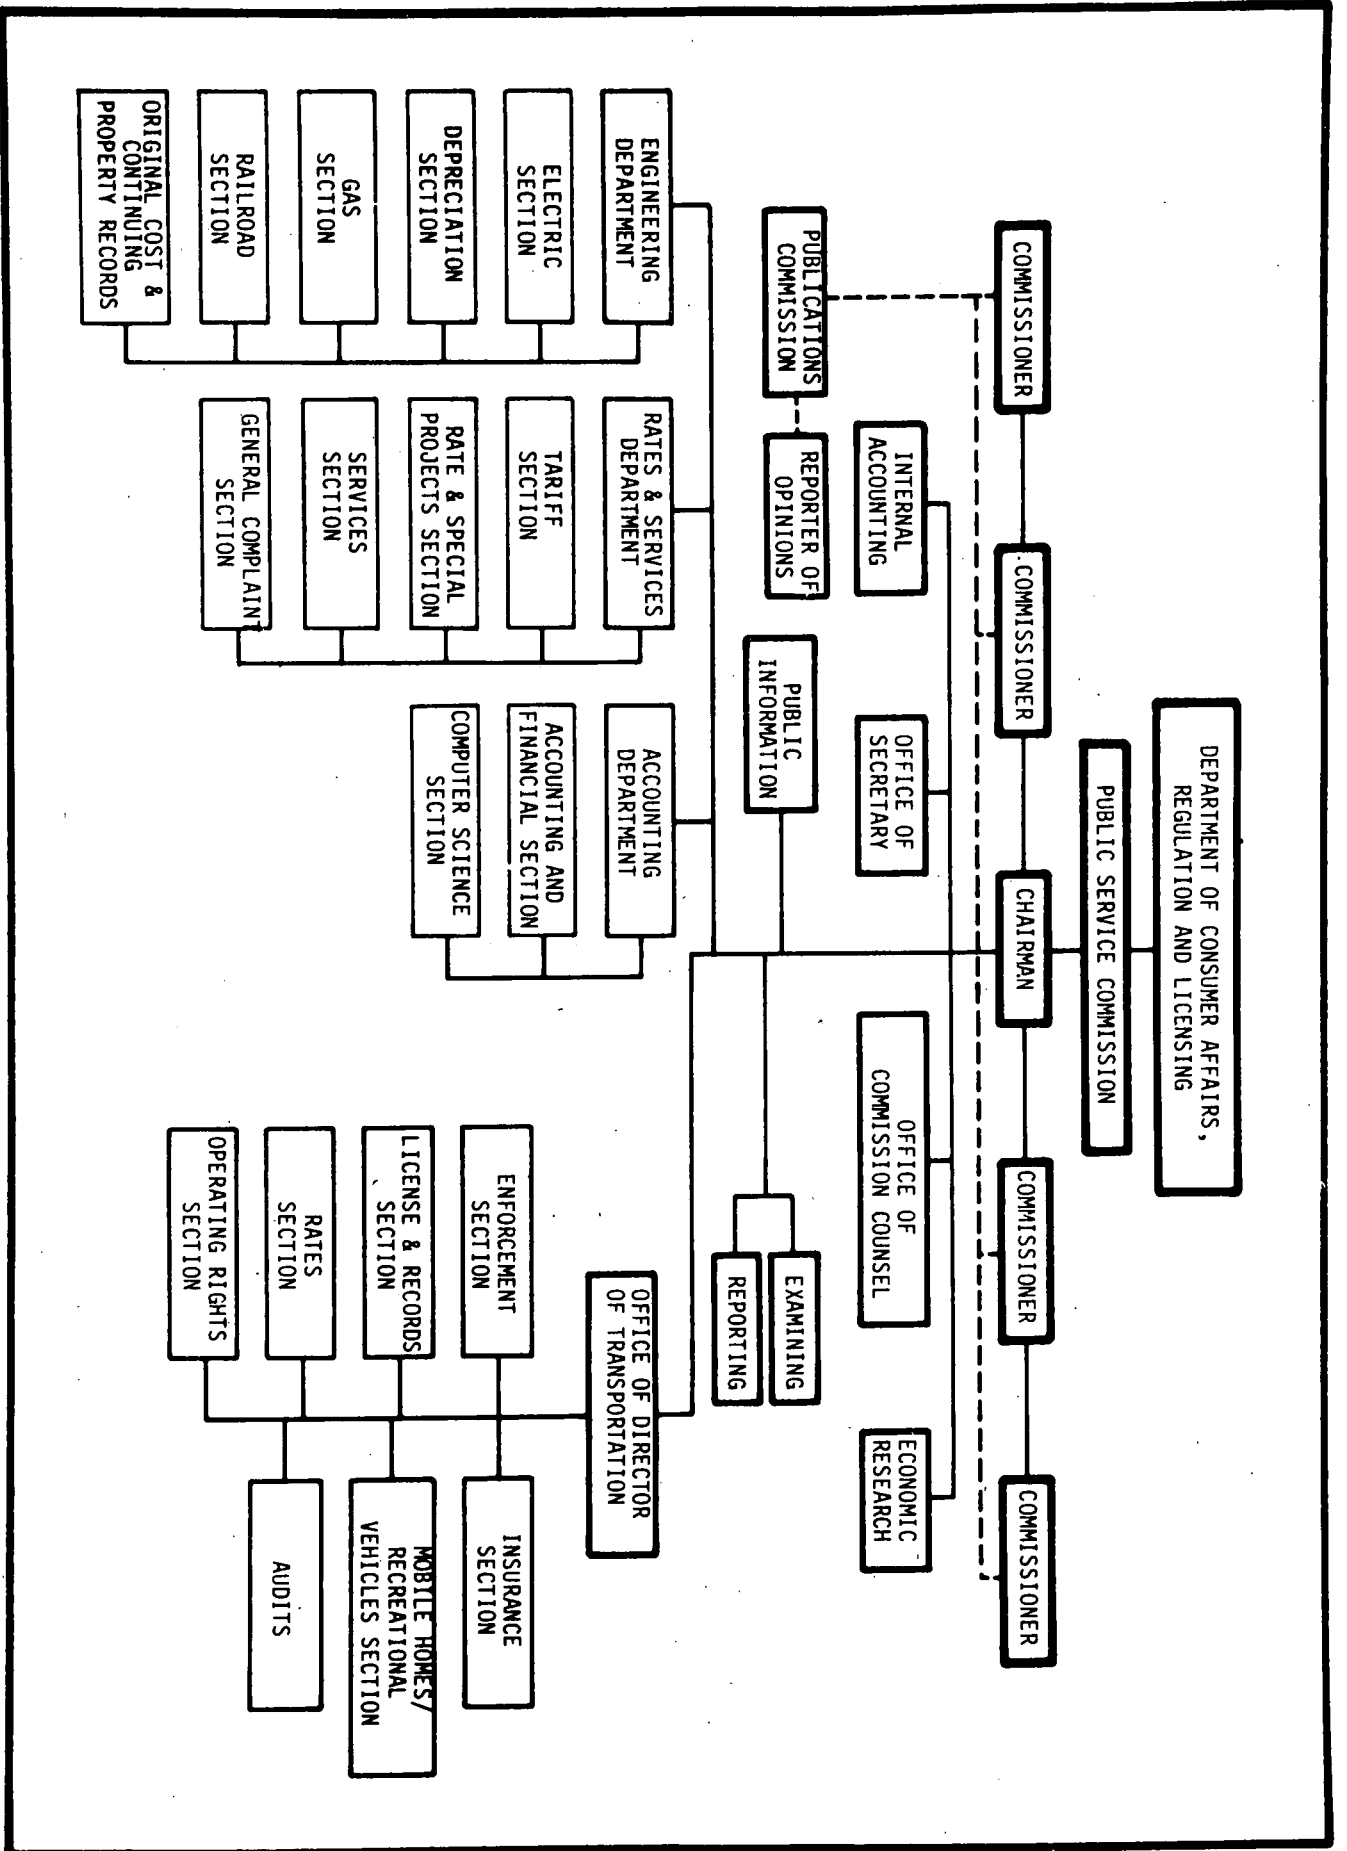 DEPARTMENT OF CONSUMER AFFAIRS,
REGULATION AND LICENSING
PUBLIC SERVICE COMMISSION
COMMISSIONER
COMMISSIONER
CHAIRMAN
COMMISSIONER
COMMISSIONER
INTERNAL
ACCOUNTING
OFFICE OF
SECRETARY
OFFICE OF
COMMISSION COUNSEL
ECONOMIC
RESEARCH
PUBLICATIONS
COMMISSION
REPORTER OF
OPINIONS
PUBLIC
INFORMATION
EXAMINING
REPORTING
ENGINEERING
DEPARTMENT
ELECTRIC
SECTION
DEPRECIATION
SECTION
GAS
SECTION
RAILROAD
SECTION
ORIGINAL COST &
CONTINUING
PROPERTY RECORDS
RATES & SERVICES
DEPARTMENT
TARIFF
SECTION
RATE & SPECIAL
PROJECTS SECTION
SERVICES
SECTION
GENERAL COMPLAINT
SECTION
ACCOUNTING
DEPARTMENT
ACCOUNTING AND
FINANCIAL SECTION
COMPUTER SCIENCE
SECTION
OFFICE OF DIRECTOR
OF TRANSPORTATION
ENFORCEMENT
SECTION
LICENSE & RECORDS
SECTION
RATES
SECTION
OPERATING RIGHTS
SECTION
INSURANCE
SECTION
MOBILE HOMES/
RECREATIONAL
VEHICLES SECTION
AUDITS